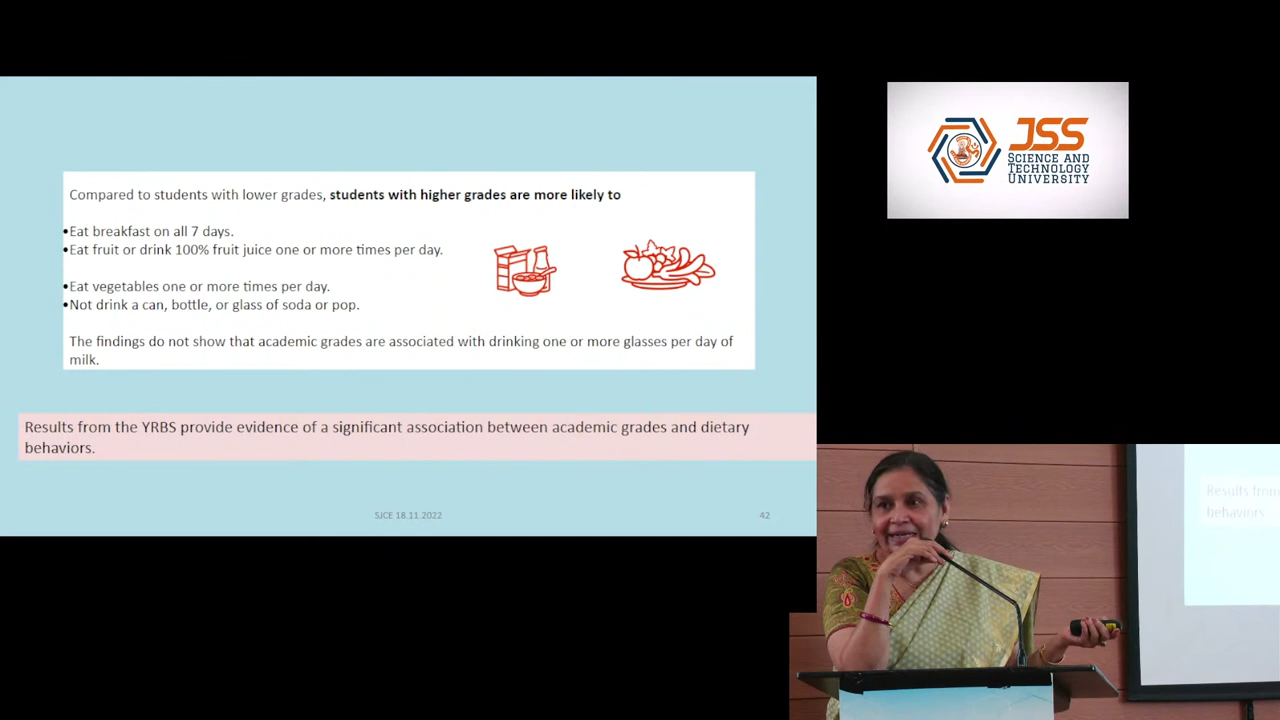 Compared to students with lower grades, students with higher grades are more likely to
•Eat breakfast on all 7 days.
•Eat fruit or drink 100% fruit juice one or more times per day.
•Eat vegetables one or more times per day.
•Not drink a can, bottle, or glass of soda or pop.
The findings do not show that academic grades are associated with drinking one or more glasses per day of
milk.
Results from the YRBS provide evidence of a significant association between academic grades and dietary
behaviors.
SJCE 18.11.2022
42
JSS
SCIENCE AND
TECHNOLOGY
UNIVERSITY
Results from
behaviors.